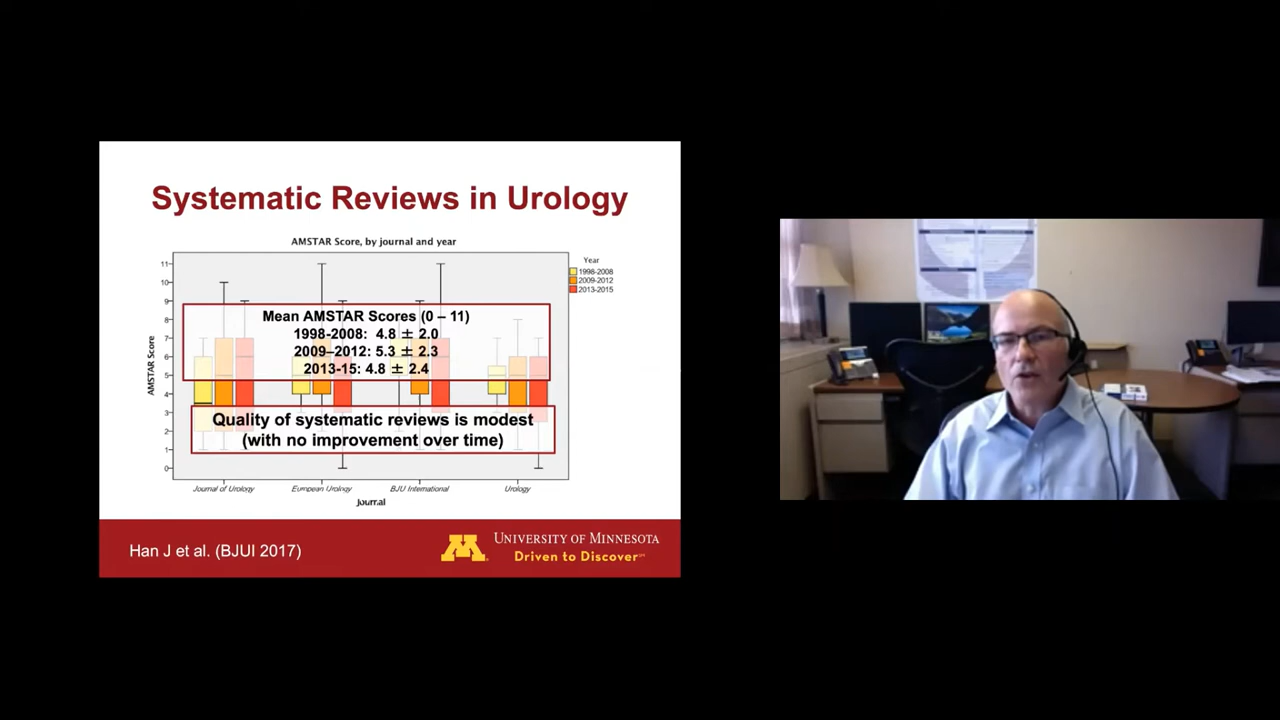 Systematic Reviews in Urology
AMSTAR Score, by journal and year
Year
1998-2008
2009-2012
2013-2015
AMSTAR Score
11
10
9
8
7
6
5
4
3
2
1
0
Mean AMSTAR Scores (0 – 11)
1998-2008: 4.8 ± 2.0
2009–2012: 5.3 ± 2.3
2013-15: 4.8 ± 2.4
Quality of systematic reviews is modest
(with no improvement over time)
Journal of Urology
European Urology
BJU International
Urology
Journal
Han J et al. (BJUI 2017)
UNIVERSITY OF MINNESOTA
Driven to Discover